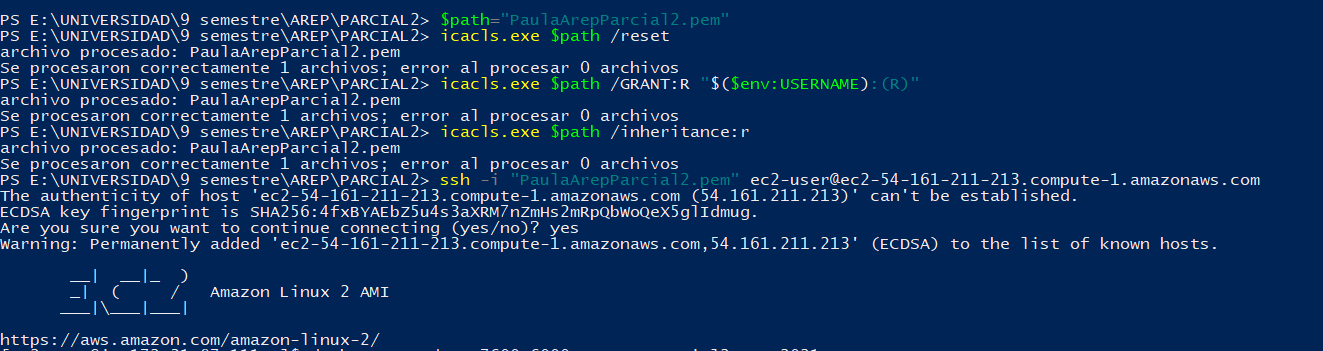 PS E:\UNIVERSIDAD\9 semestre\AREP\PARCIAL2> $path="PaulaArepParcial2.pem"
PS E:\UNIVERSIDAD\9 semestre\AREP\PARCIAL2> icacls.exe $path /reset
archivo procesado: PaulaArepParcial2.pem
Se procesaron correctamente 1 archivos; error al procesar 0 archivos
PS E:\UNIVERSIDAD\9 semestre\AREP\PARCIAL2> icacls.exe $path /GRANT:R "$($env:USERNAME):(R)"
archivo procesado: PaulaArepParcial2.pem
Se procesaron correctamente 1 archivos; error al procesar 0 archivos
PS E:\UNIVERSIDAD\9 semestre\AREP\PARCIAL2> icacls.exe $path /inheritance:r
archivo procesado: PaulaArepParcial2.pem
Se procesaron correctamente 1 archivos; error al procesar 0 archivos
PS E:\UNIVERSIDAD\9 semestre\AREP\PARCIAL2> ssh -i "PaulaArepParcial2.pem" ec2-user@ec2-54-161-211-213.compute-1.amazonaws.com
The authenticity of host 'ec2-54-161-211-213.compute-1.amazonaws.com (54.161.211.213)' can't be established.
ECDSA key fingerprint is SHA256:4fxBYAEbZ5u4s3aXRM7nZmHs2mRpQbWoQeX5glIdmug.
Are you sure you want to continue connecting (yes/no)? yes
Warning: Permanently added 'ec2-54-161-211-213.compute-1.amazonaws.com,54.161.211.213' (ECDSA) to the list of known hosts.
Amazon Linux 2 AMI
https://aws.amazon.com/amazon-linux-2/